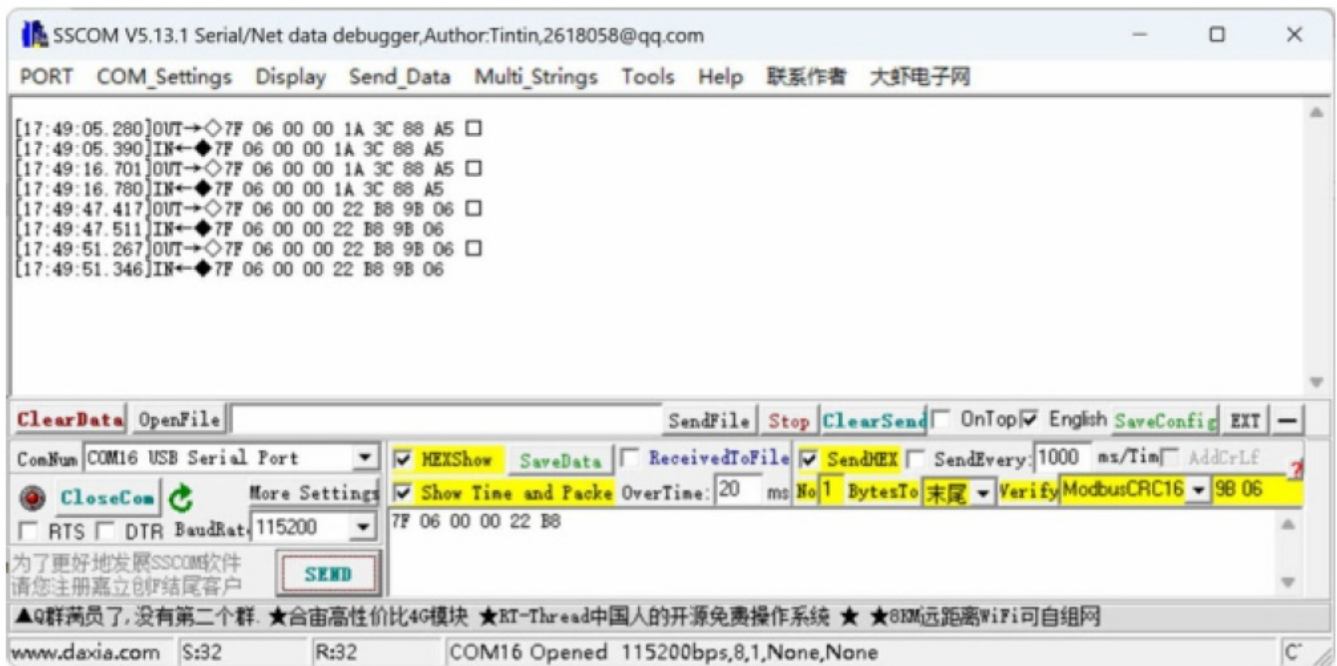 SSCOM V5.13.1 Serial/Net data debugger,Author:Tintin,2618058@qq.com
PORT COM_Settings Display Send_Data Multi_Strings Tools Help 联系作者 大虾电子网
[17:49:05.280]OUT→◇7F 06 00 00 1A 3C 88 A5 □
[17:49:05.390]IN←◆7F 06 00 00 1A 3C 88 A5
[17:49:16.701]OUT→◇7F 06 00 00 1A 3C 88 A5 □
[17:49:16.780]IN←◆7F 06 00 00 1A 3C 88 A5
[17:49:47.417]OUT→◇7F 06 00 00 22 B8 9B 06 □
[17:49:47.511]IN←◆7F 06 00 00 22 B8 9B 06
[17:49:51.267]OUT→◇7F 06 00 00 22 B8 9B 06 □
[17:49:51.346]IN←◆7F 06 00 00 22 B8 9B 06
ClearData OpenFile SendFile Stop ClearSend OnTop English SaveConfig EXT —
ComNum COM16 USB Serial Port HEXShow SaveData ReceivedToFile SendHEX SendEvery: 1000 ms/Tim AddCrLf ?
CloseCom More Settings Show Time and Packe OverTime: 20 ms No 1 BytesTo 末尾 Verify ModbusCRC16 9B 06
RTS DTR BaudRat 115200 7F 06 00 00 22 B8
为了更好地发展SSCOM软件
请您注册嘉立创F结尾客户
SEND
▲Q群满员了,没有第二个群. ★合宙高性价比4G模块 ★RT-Thread中国人的开源免费操作系统 ★ ★8KM远距离WiFi可自组网
www.daxia.com S:32 R:32 COM16 Opened 115200bps,8,1,None,None